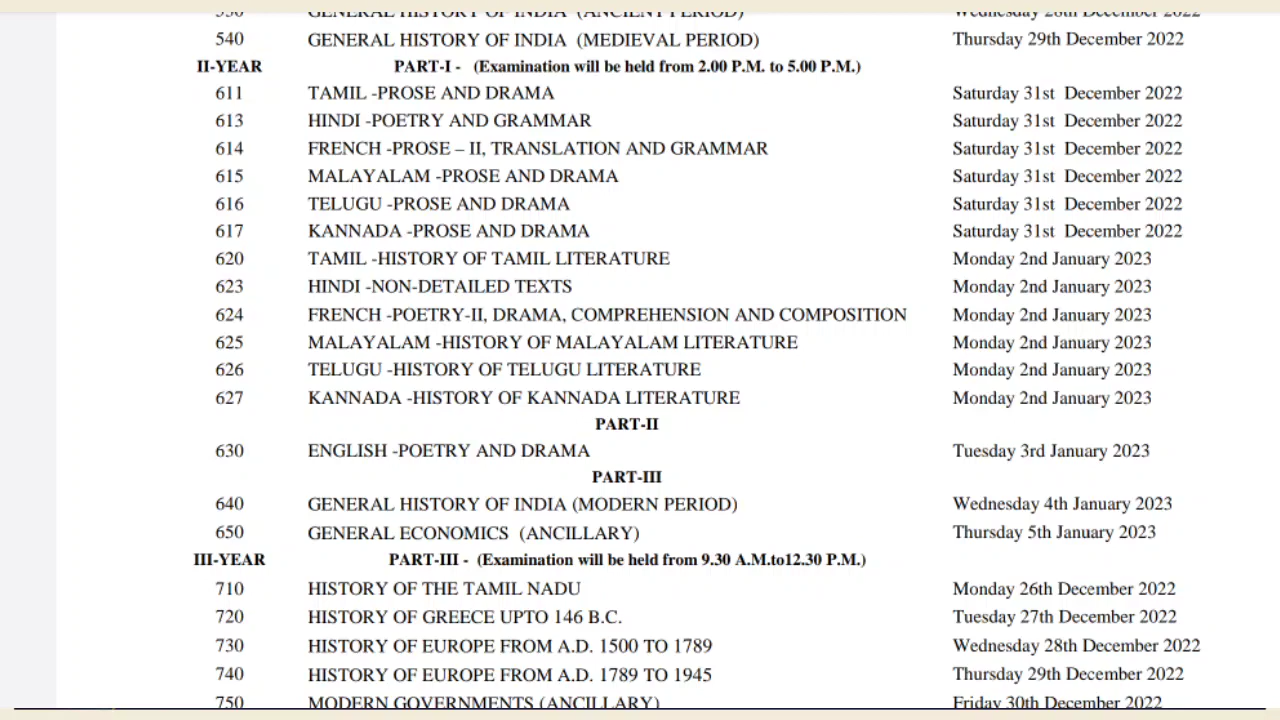 530 GENERAL HISTORY OF INDIA (ANCIENT PERIOD) Wednesday 28th December 2022
540 GENERAL HISTORY OF INDIA (MEDIEVAL PERIOD) Thursday 29th December 2022
II-YEAR PART-I - (Examination will be held from 2.00 P.M. to 5.00 P.M.)
611 TAMIL -PROSE AND DRAMA Saturday 31st December 2022
613 HINDI -POETRY AND GRAMMAR Saturday 31st December 2022
614 FRENCH -PROSE – II, TRANSLATION AND GRAMMAR Saturday 31st December 2022
615 MALAYALAM -PROSE AND DRAMA Saturday 31st December 2022
616 TELUGU -PROSE AND DRAMA Saturday 31st December 2022
617 KANNADA -PROSE AND DRAMA Saturday 31st December 2022
620 TAMIL -HISTORY OF TAMIL LITERATURE Monday 2nd January 2023
623 HINDI -NON-DETAILED TEXTS Monday 2nd January 2023
624 FRENCH -POETRY-II, DRAMA, COMPREHENSION AND COMPOSITION Monday 2nd January 2023
625 MALAYALAM -HISTORY OF MALAYALAM LITERATURE Monday 2nd January 2023
626 TELUGU -HISTORY OF TELUGU LITERATURE Monday 2nd January 2023
627 KANNADA -HISTORY OF KANNADA LITERATURE Monday 2nd January 2023
PART-II
630 ENGLISH -POETRY AND DRAMA Tuesday 3rd January 2023
PART-III
640 GENERAL HISTORY OF INDIA (MODERN PERIOD) Wednesday 4th January 2023
650 GENERAL ECONOMICS (ANCILLARY) Thursday 5th January 2023
III-YEAR PART-III - (Examination will be held from 9.30 A.M.to12.30 P.M.)
710 HISTORY OF THE TAMIL NADU Monday 26th December 2022
720 HISTORY OF GREECE UPTO 146 B.C. Tuesday 27th December 2022
730 HISTORY OF EUROPE FROM A.D. 1500 TO 1789 Wednesday 28th December 2022
740 HISTORY OF EUROPE FROM A.D. 1789 TO 1945 Thursday 29th December 2022
750 MODERN GOVERNMENTS (ANCILLARY) Friday 30th December 2022